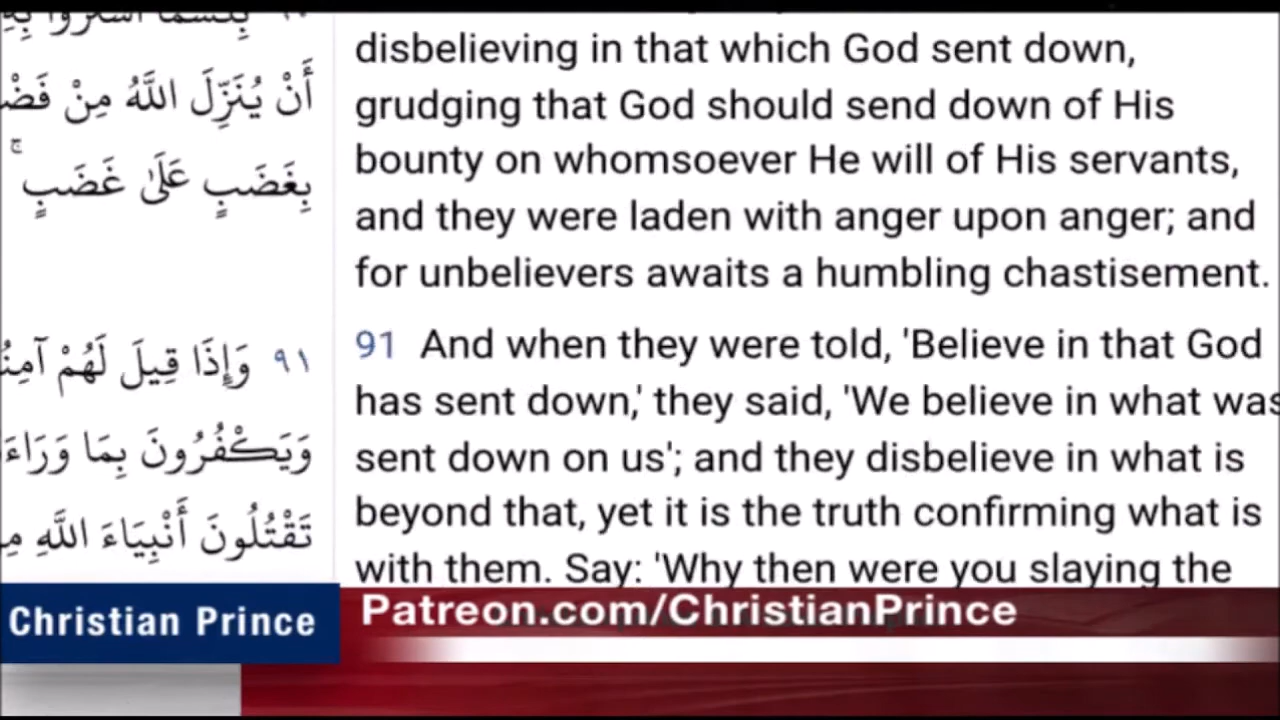 أَنْ يُنَزِّلَ اللَّهُ مِنْ
بِغَضَبٍ عَلَىٰ غَضَبٍ ۚ
٩١ وَإِذَا قِيلَ لَهُمْ
وَيَكْفُرُونَ بِمَا
تَقْتُلُونَ أَنْبِيَاءَ اللَّهِ
disbelieving in that which God sent down,
grudging that God should send down of His
bounty on whomsoever He will of His servants,
and they were laden with anger upon anger; and
for unbelievers awaits a humbling chastisement.
91 And when they were told, 'Believe in that God
has sent down,' they said, 'We believe in what was
sent down on us'; and they disbelieve in what is
beyond that, yet it is the truth confirming what is
with them. Say: 'Why then were you slaying the
Christian Prince
Patreon.com/ChristianPrince